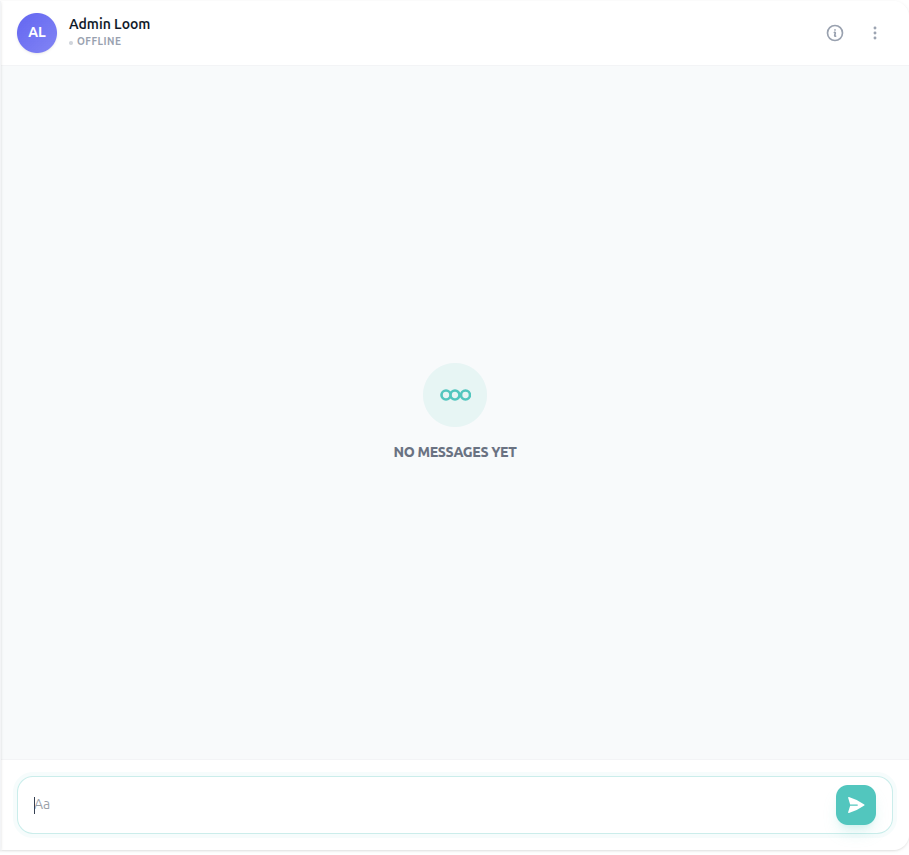 AL
Admin Loom
OFFLINE
NO MESSAGES YET
Aa